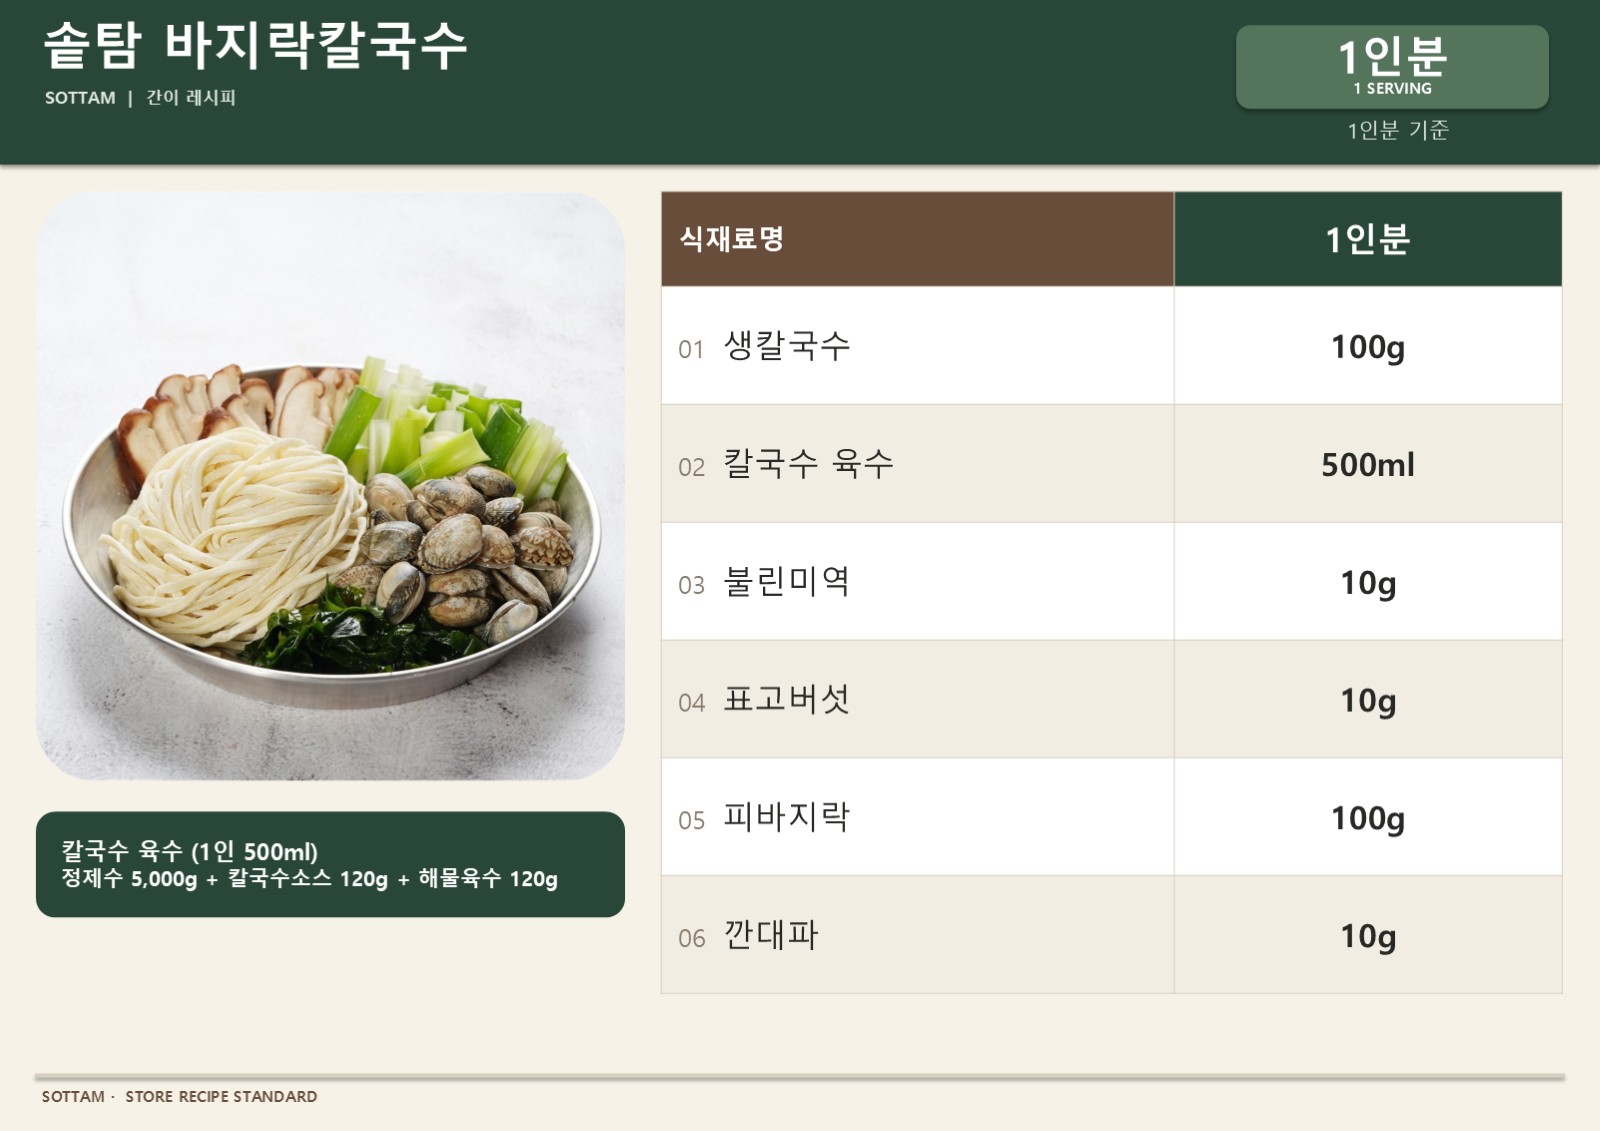 솥탐 바지락칼국수
SOTTAM | 간이 레시피
1인분
1 SERVING
1인분 기준
식재료명 1인분
01 생칼국수 100g
02 칼국수 육수 500ml
03 불린미역 10g
04 표고버섯 10g
05 피바지락 100g
06 깐대파 10g
칼국수 육수 (1인 500ml)
정제수 5,000g + 칼국수소스 120g + 해물육수 120g
SOTTAM · STORE RECIPE STANDARD